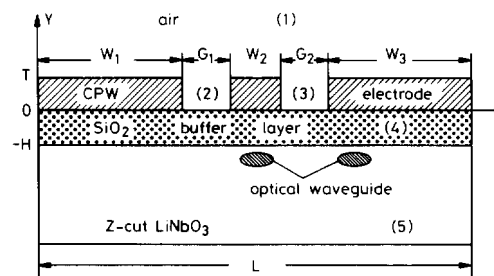 Y air (1)
W1 G1 W2 G2 W3
T
CPW (2) (3) electrode
0
SiO2 buffer layer (4)
-H
optical waveguide
Z-cut LiNbO3 (5)
L